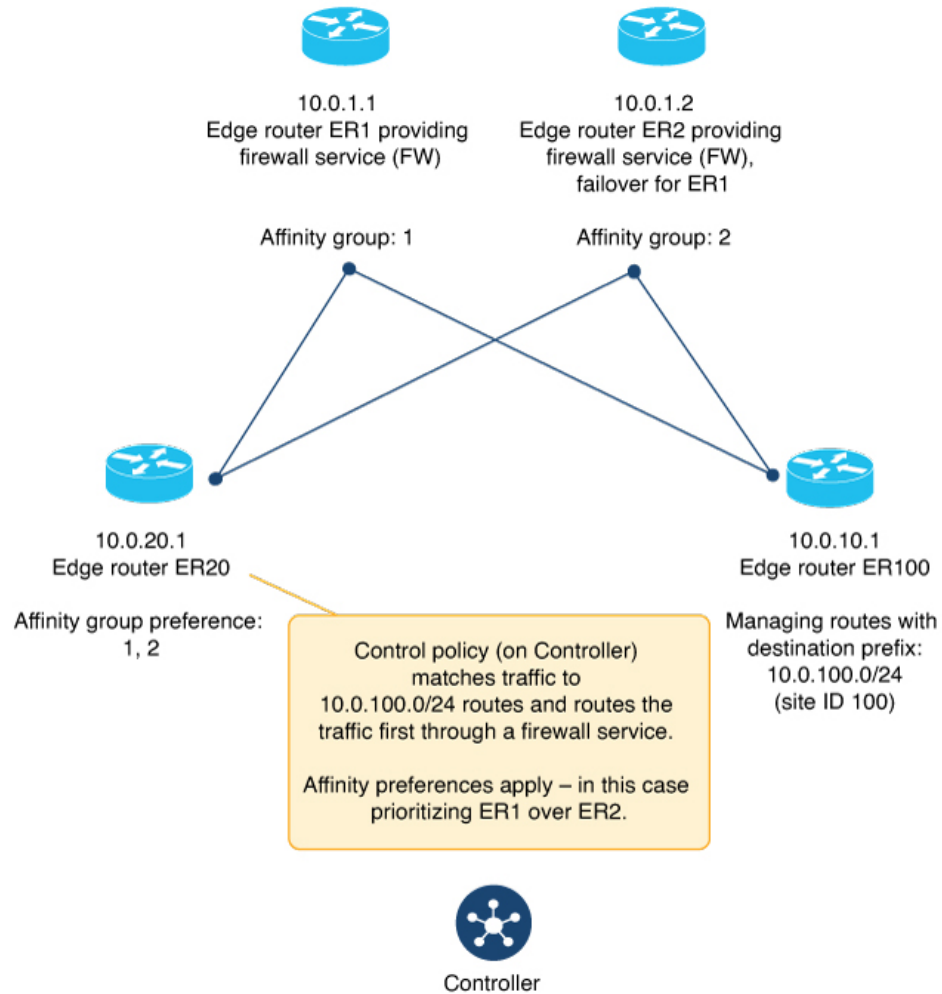 10.0.1.1
Edge router ER1 providing
firewall service (FW)
Affinity group: 1
10.0.1.2
Edge router ER2 providing
firewall service (FW),
failover for ER1
Affinity group: 2
10.0.20.1
Edge router ER20
Affinity group preference:
1, 2
10.0.10.1
Edge router ER100
Managing routes with
destination prefix:
10.0.100.0/24
(site ID 100)
Control policy (on Controller)
matches traffic to
10.0.100.0/24 routes and routes the
traffic first through a firewall service.
Affinity preferences apply – in this case
prioritizing ER1 over ER2.
Controller